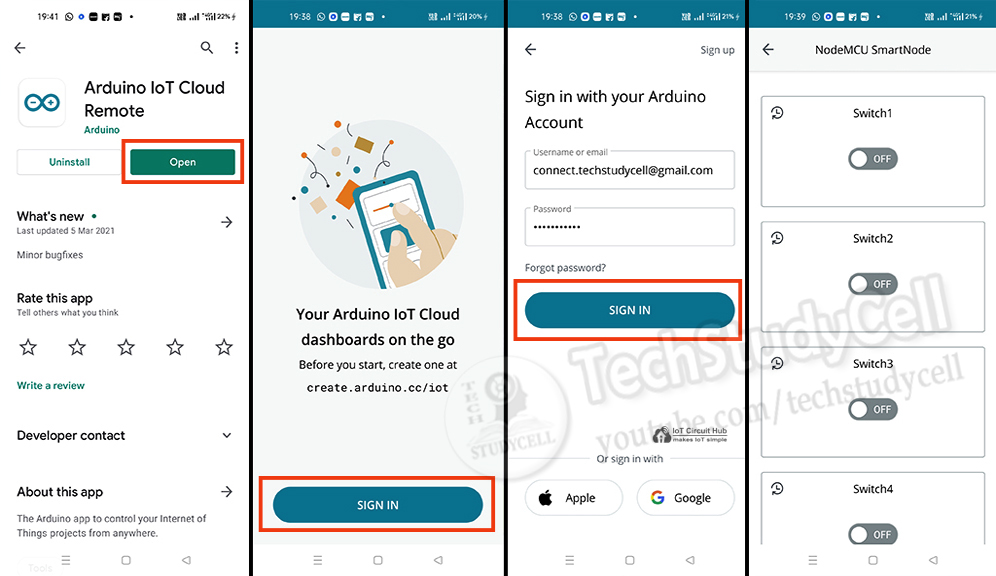 19:41
22%
Arduino IoT Cloud
Remote
Arduino
Uninstall
Open
What's new
Last updated 5 Mar 2021
Minor bugfixes
Rate this app
Tell others what you think
Write a review
Developer contact
About this app
The Arduino app to control your Internet of
Things projects from anywhere.
Tools
19:38
20%
Your Arduino IoT Cloud
dashboards on the go
Before you start, create one at
create.arduino.cc/iot
SIGN IN
19:38
21%
Sign up
Sign in with your Arduino
Account
Username or email
connect.techstudycell@gmail.com
Password
Forgot password?
SIGN IN
IoT Circuit Hub
makes IoT simple
Or sign in with
Apple
Google
19:39
21%
NodeMCU SmartNode
Switch1
OFF
Switch2
OFF
Switch3
OFF
Switch4
OFF
TechStudyCell
youtube.com/techstudycell
TECH
STUDYCELL